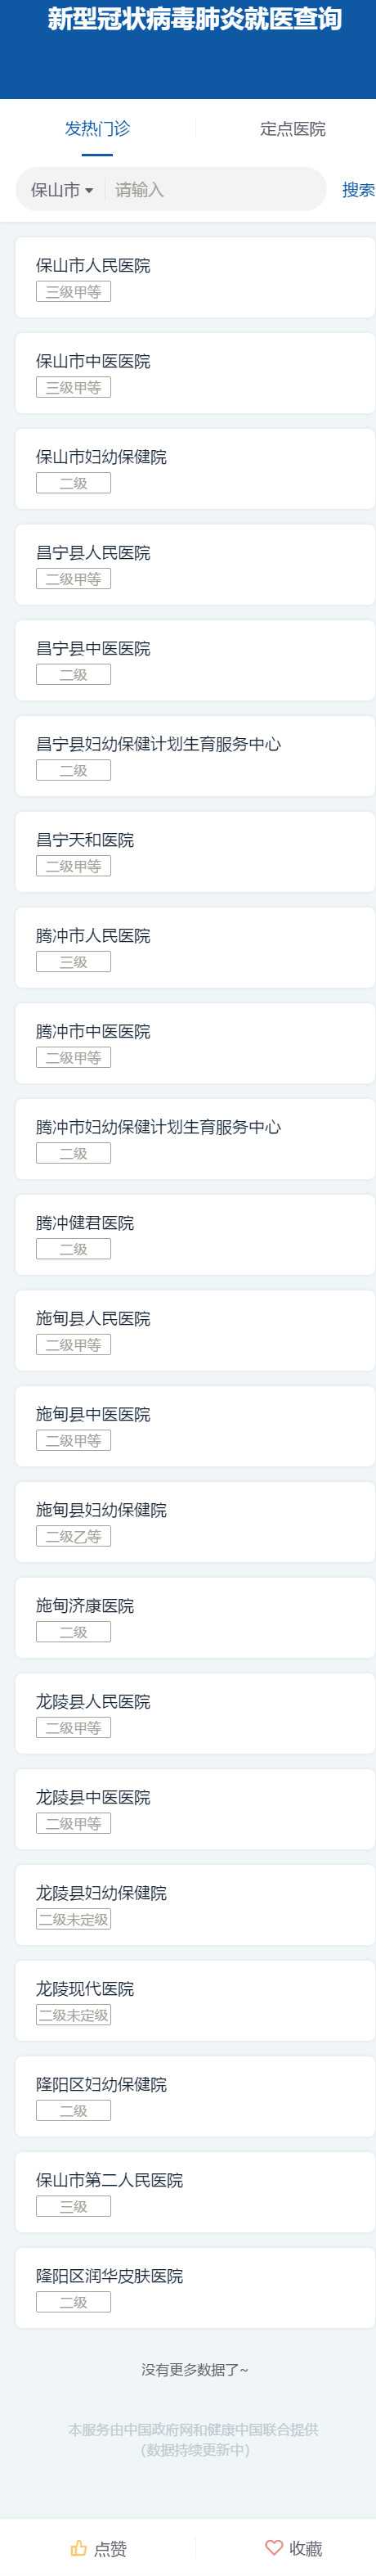 新型冠状病毒肺炎就医查询
发热门诊 定点医院
保山市 请输入 搜索
保山市人民医院
三级甲等
保山市中医医院
三级甲等
保山市妇幼保健院
二级
昌宁县人民医院
二级甲等
昌宁县中医医院
二级
昌宁县妇幼保健计划生育服务中心
二级
昌宁天和医院
二级甲等
腾冲市人民医院
三级
腾冲市中医医院
二级甲等
腾冲市妇幼保健计划生育服务中心
二级
腾冲健君医院
二级
施甸县人民医院
二级甲等
施甸县中医医院
二级甲等
施甸县妇幼保健院
二级乙等
施甸济康医院
二级
龙陵县人民医院
二级甲等
龙陵县中医医院
二级甲等
龙陵县妇幼保健院
二级未定级
龙陵现代医院
二级未定级
隆阳区妇幼保健院
二级
保山市第二人民医院
三级
隆阳区润华皮肤医院
二级
没有更多数据了~
本服务由中国政府网和健康中国联合提供
(数据持续更新中)
点赞 收藏